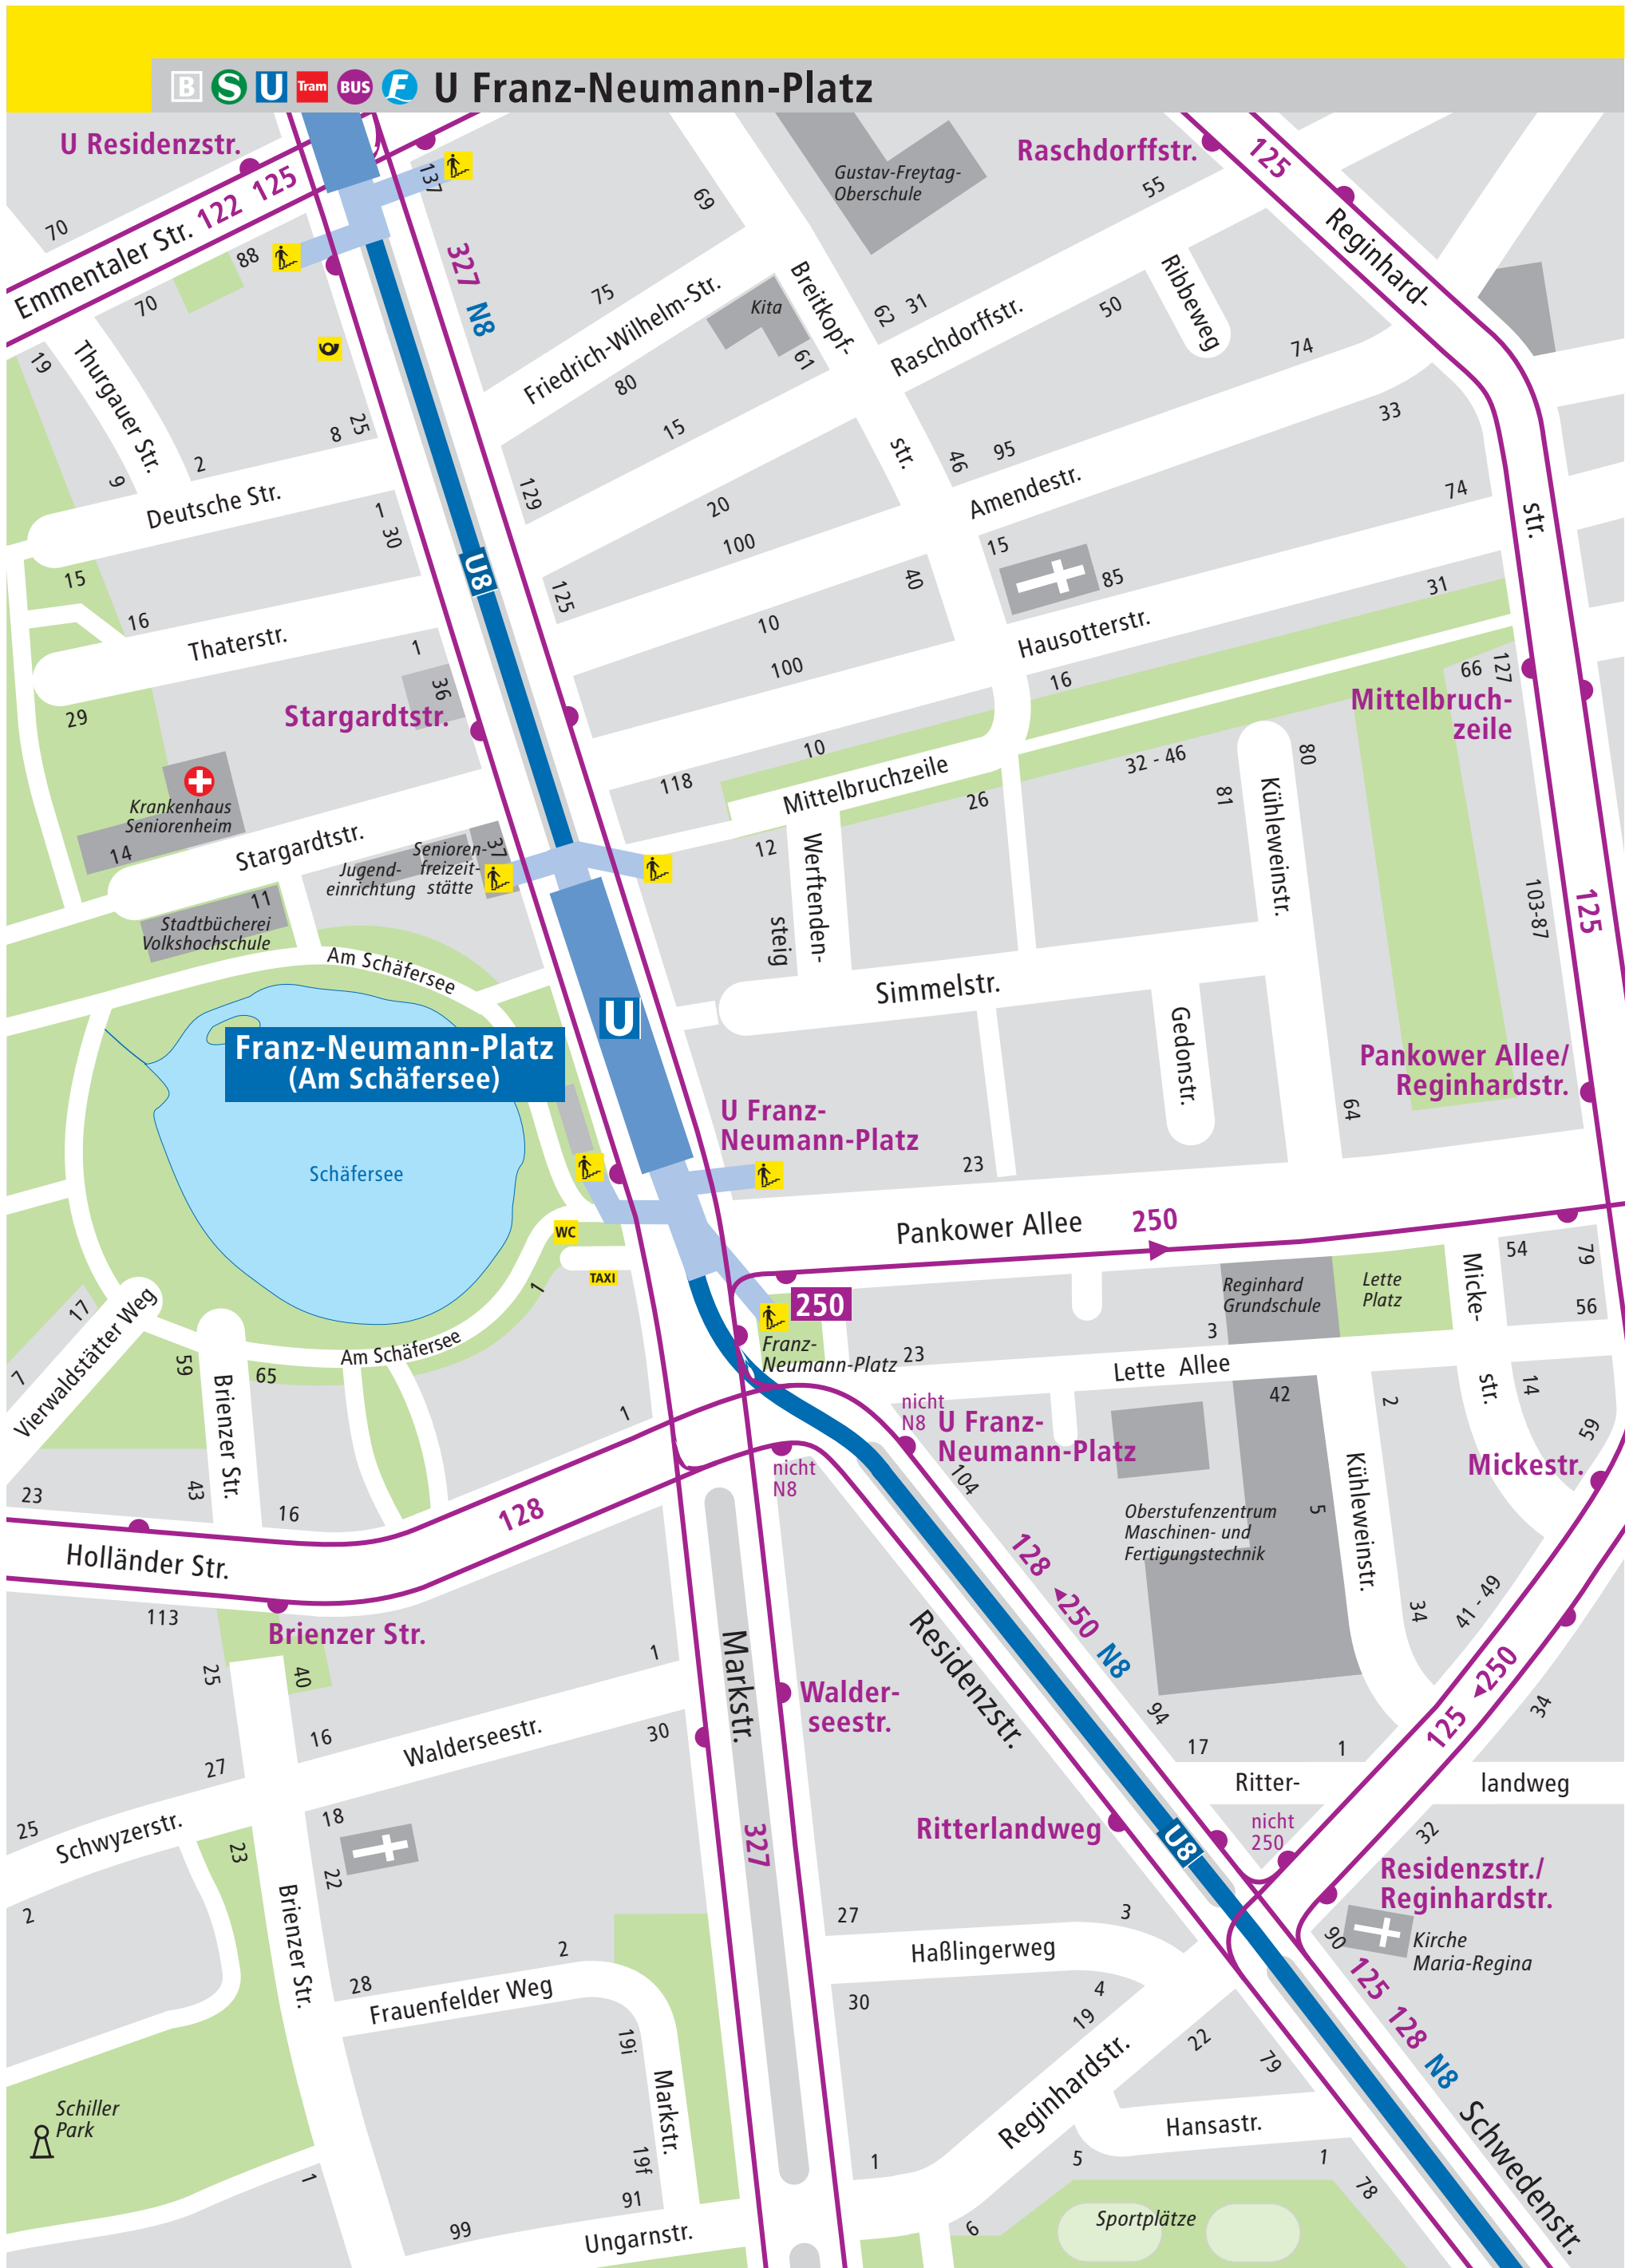 B S U Tram BUS F U Franz-Neumann-Platz
U Residenzstr.
Raschdorffstr.
125
Gustav-Freytag-
Oberschule
55
137
69
70
Emmentaler Str. 122 125
88
70
327 N8
Reginhard-
str.
Ribbeweg
Breitkopf-
str.
Kita
75
Friedrich-Wilhelm-Str.
80
61
62
31
Raschdorffstr.
50
74
19
Thurgauer Str.
25
8
2
9
Deutsche Str.
15
129
46
95
33
Amendestr.
74
1
30
20
100
U8
15
125
40
15
85
31
16
Thaterstr.
1
36
10
Hausotterstr.
100
16
66
127
29
Stargardtstr.
Mittelbruch-
zeile
10
118
Mittelbruchzeile
32 - 46
80
81
26
Kühleweinstr.
Krankenhaus
Seniorenheim
14
Stargardtstr.
Senioren-
freizeit-
stätte
37
Jugend-
einrichtung
12
Werftenden-
steig
103-87
125
11
Stadtbücherei
Volkshochschule
Am Schäfersee
Simmelstr.
U
Gedonstr.
Franz-Neumann-Platz
(Am Schäfersee)
Pankower Allee/
Reginhardstr.
U Franz-
Neumann-Platz
64
Schäfersee
23
WC
TAXI
Pankower Allee 250
1
250
Franz-
Neumann-Platz
Reginhard
Grundschule
Lette
Platz
Micke-
str.
54
79
56
17
Vierwaldstätter Weg
7
59
Brienzer Str.
65
Am Schäfersee
23
3
Lette Allee
42
2
14
59
1
nicht
N8
U Franz-
Neumann-Platz
nicht
N8
Mickestr.
104
23
43
16
128
Holländer Str.
Oberstufenzentrum
Maschinen- und
Fertigungstechnik
5
Kühleweinstr.
34
41 - 49
128 ◂250 N8
113
Brienzer Str.
25
40
1
Markstr.
Residenzstr.
Walder-
seestr.
94
125 ◂250
34
16
Walderseestr.
30
27
17
1
Ritter-
landweg
25
Schwyzerstr.
18
23
22
327
Ritterlandweg
U8
nicht
250
32
Residenzstr./
Reginhardstr.
2
Brienzer Str.
27
3
Haßlingerweg
90
Kirche
Maria-Regina
2
28
Frauenfelder Weg
30
4
19
22
79
125 128 N8
19i
Markstr.
Reginhardstr.
Schiller
Park
Hansastr.
Schwedenstr.
1
19f
91
99
Ungarnstr.
1
5
1
78
6
Sportplätze